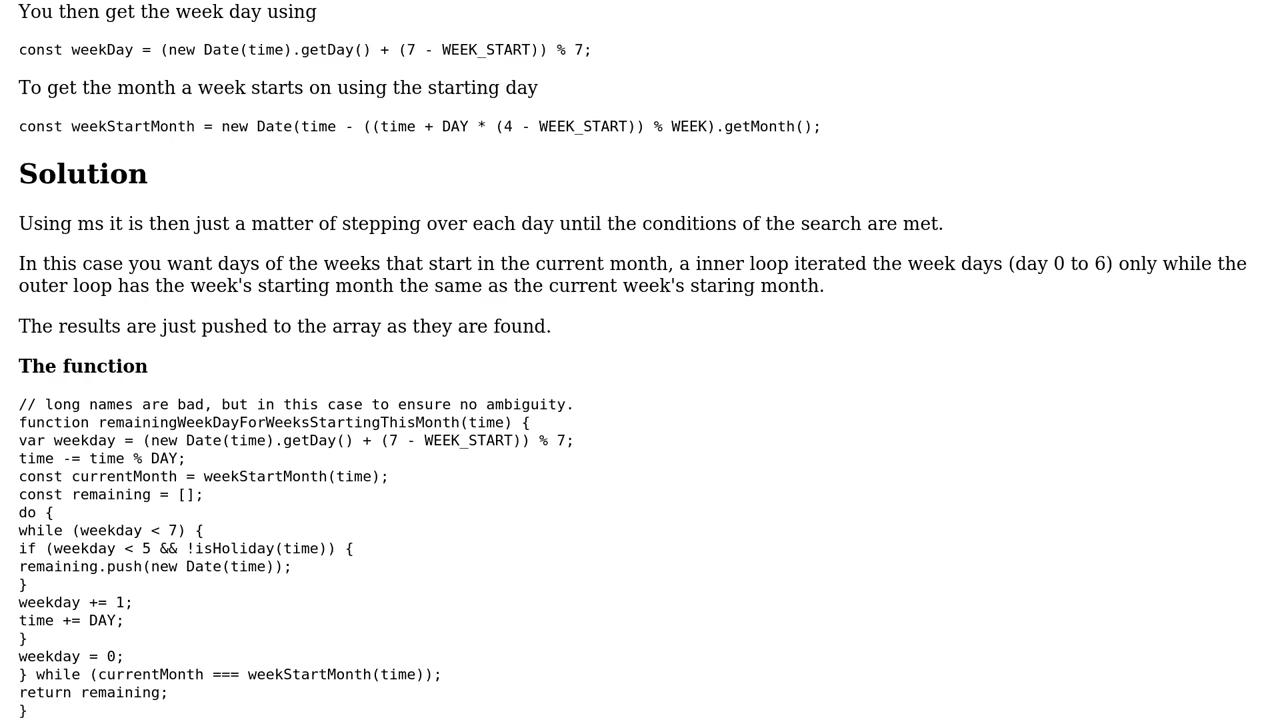 You then get the week day using
const weekDay = (new Date(time).getDay() + (7 - WEEK_START)) % 7;
To get the month a week starts on using the starting day
const weekStartMonth = new Date(time - ((time + DAY * (4 - WEEK_START)) % WEEK).getMonth();
Solution
Using ms it is then just a matter of stepping over each day until the conditions of the search are met.
In this case you want days of the weeks that start in the current month, a inner loop iterated the week days (day 0 to 6) only while the
outer loop has the week's starting month the same as the current week's staring month.
The results are just pushed to the array as they are found.
The function
// long names are bad, but in this case to ensure no ambiguity.
function remainingWeekDayForWeeksStartingThisMonth(time) {
var weekday = (new Date(time).getDay() + (7 - WEEK_START)) % 7;
time -= time % DAY;
const currentMonth = weekStartMonth(time);
const remaining = [];
do {
while (weekday < 7) {
if (weekday < 5 && !isHoliday(time)) {
remaining.push(new Date(time));
}
weekday += 1;
time += DAY;
}
weekday = 0;
} while (currentMonth === weekStartMonth(time));
return remaining;
}